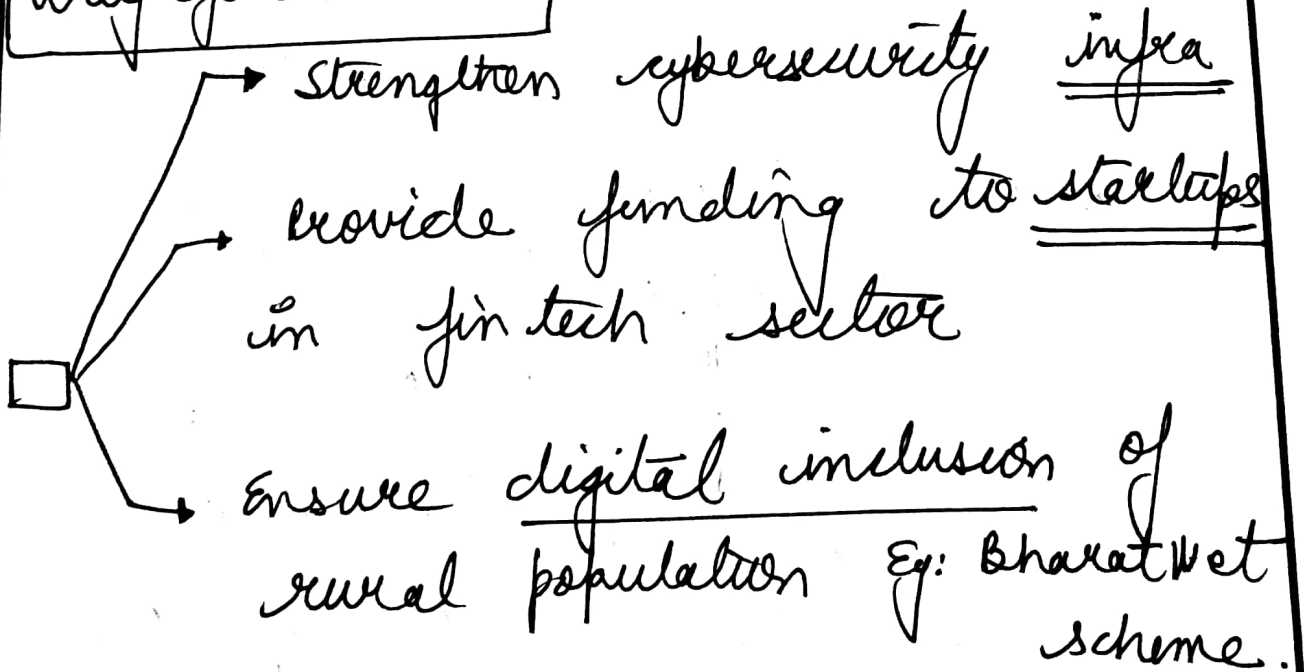 Strengthen cybersecurity infra
Provide funding to startups
in fintech sector
Ensure digital inclusion of
rural population Eg: BharatNet
scheme.